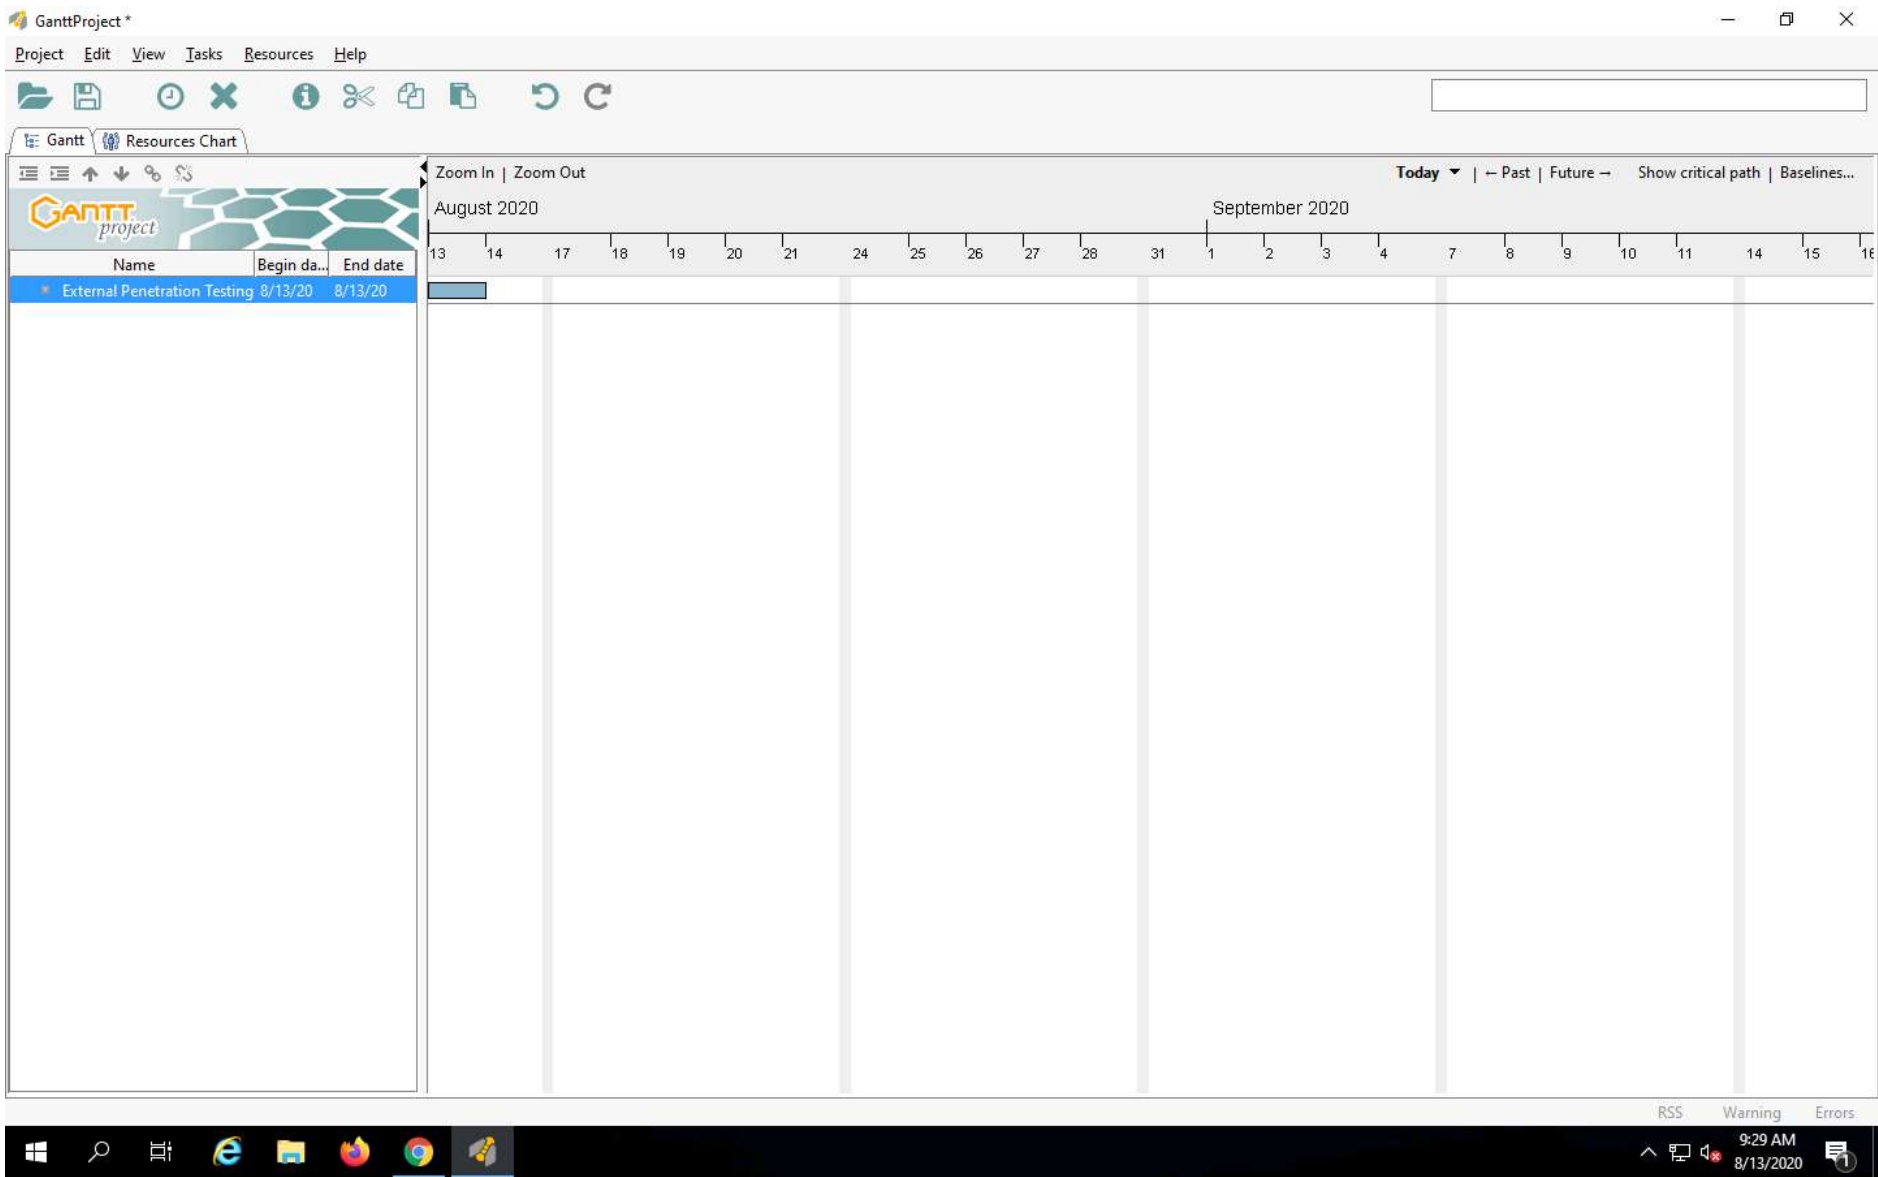 GanttProject *
Project Edit View Tasks Resources Help
Gantt Resources Chart
Zoom In | Zoom Out Today | ← Past | Future → Show critical path | Baselines...
GANTT project
August 2020 September 2020
13 14 17 18 19 20 21 24 25 26 27 28 31 1 2 3 4 7 8 9 10 11 14 15 16
Name Begin da... End date
External Penetration Testing 8/13/20 8/13/20
RSS Warning Errors
9:29 AM
8/13/2020
1